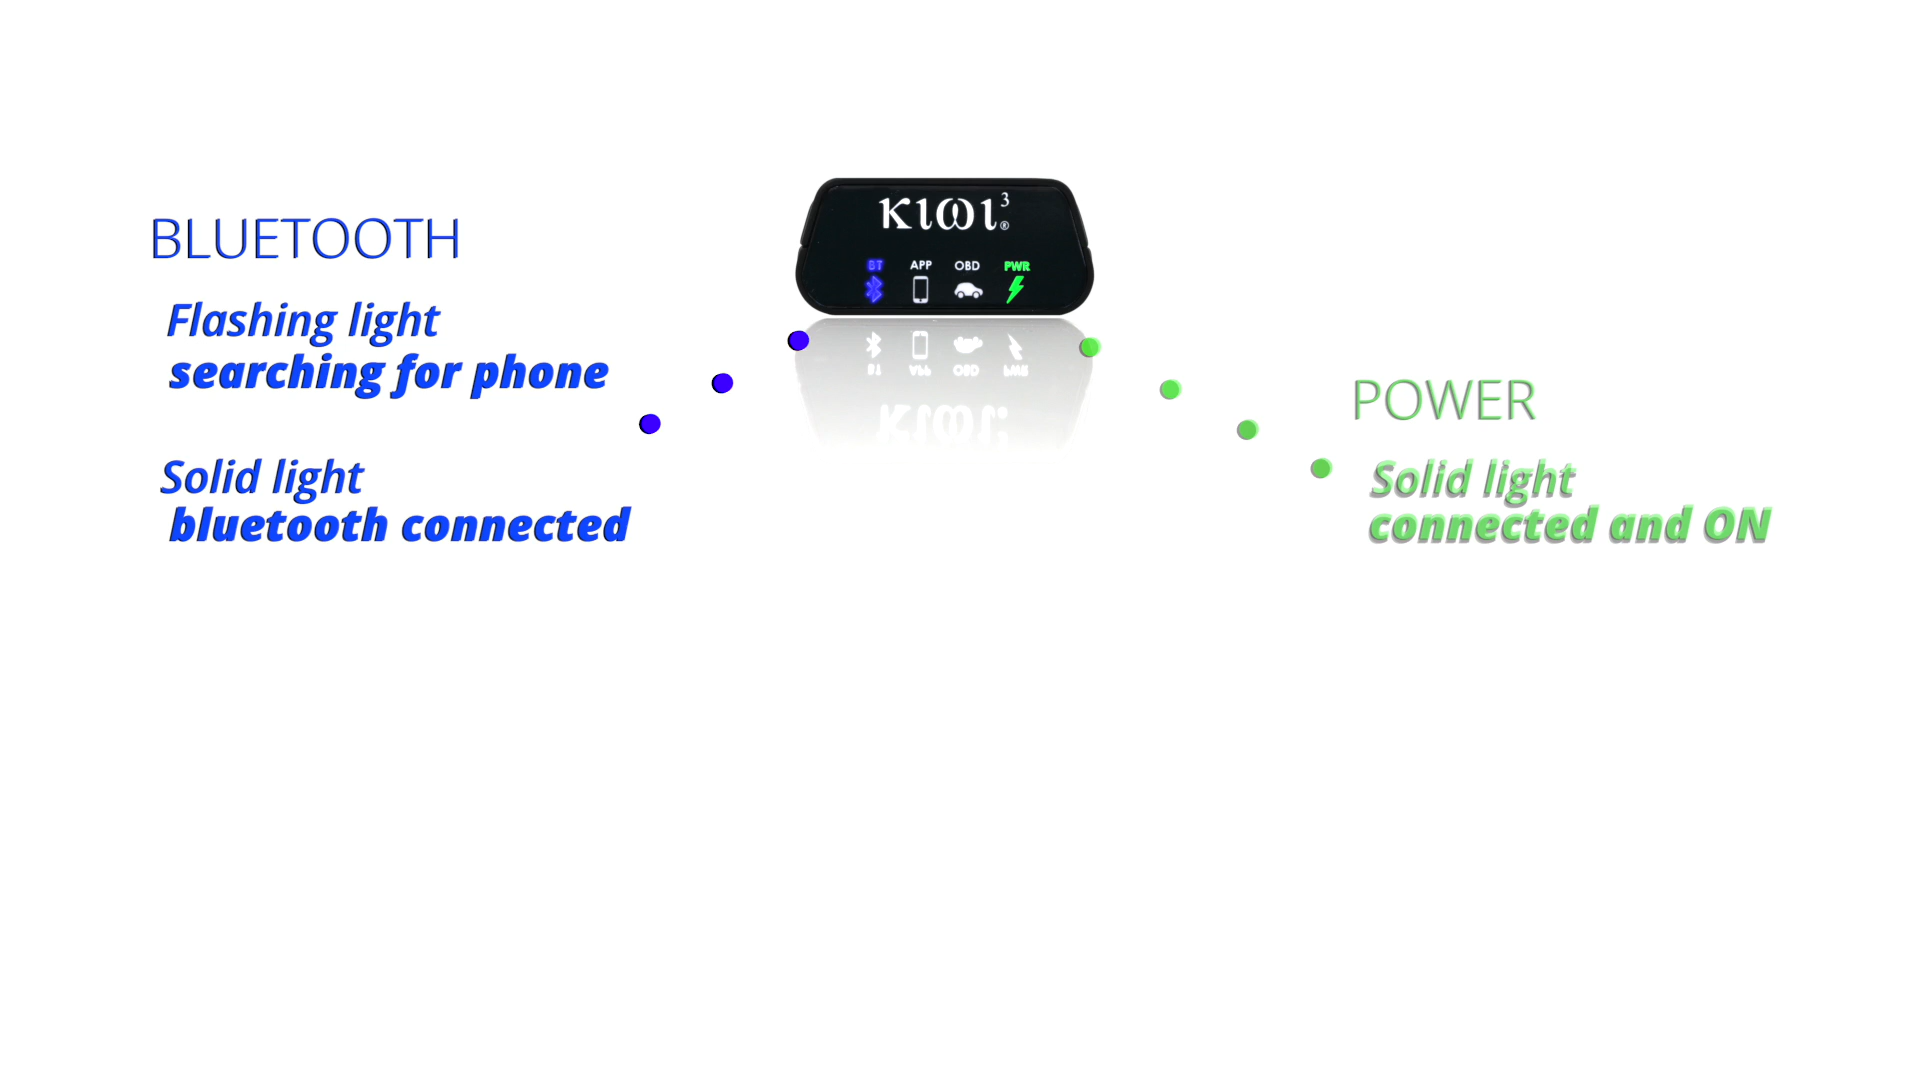 BLUETOOTH
Flashing light
searching for phone
Solid light
bluetooth connected
kiwi 3 ®
BT APP OBD PWR
POWER
Solid light
connected and ON